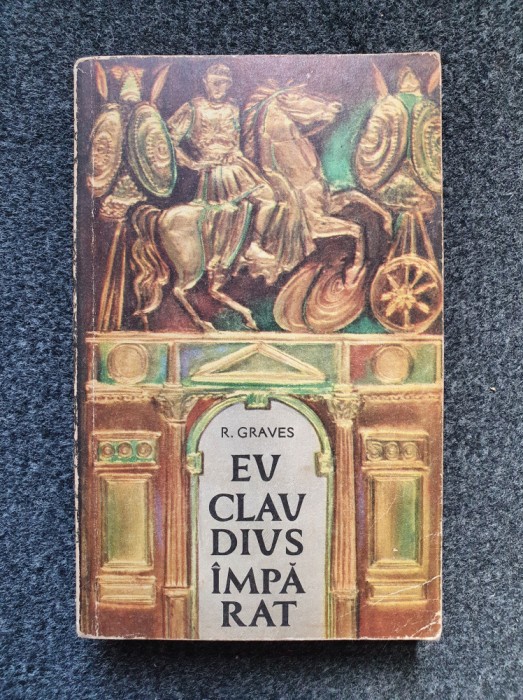 R. GRAVES
EV
CLAV
DIVS
ÎMPĂ
RAT